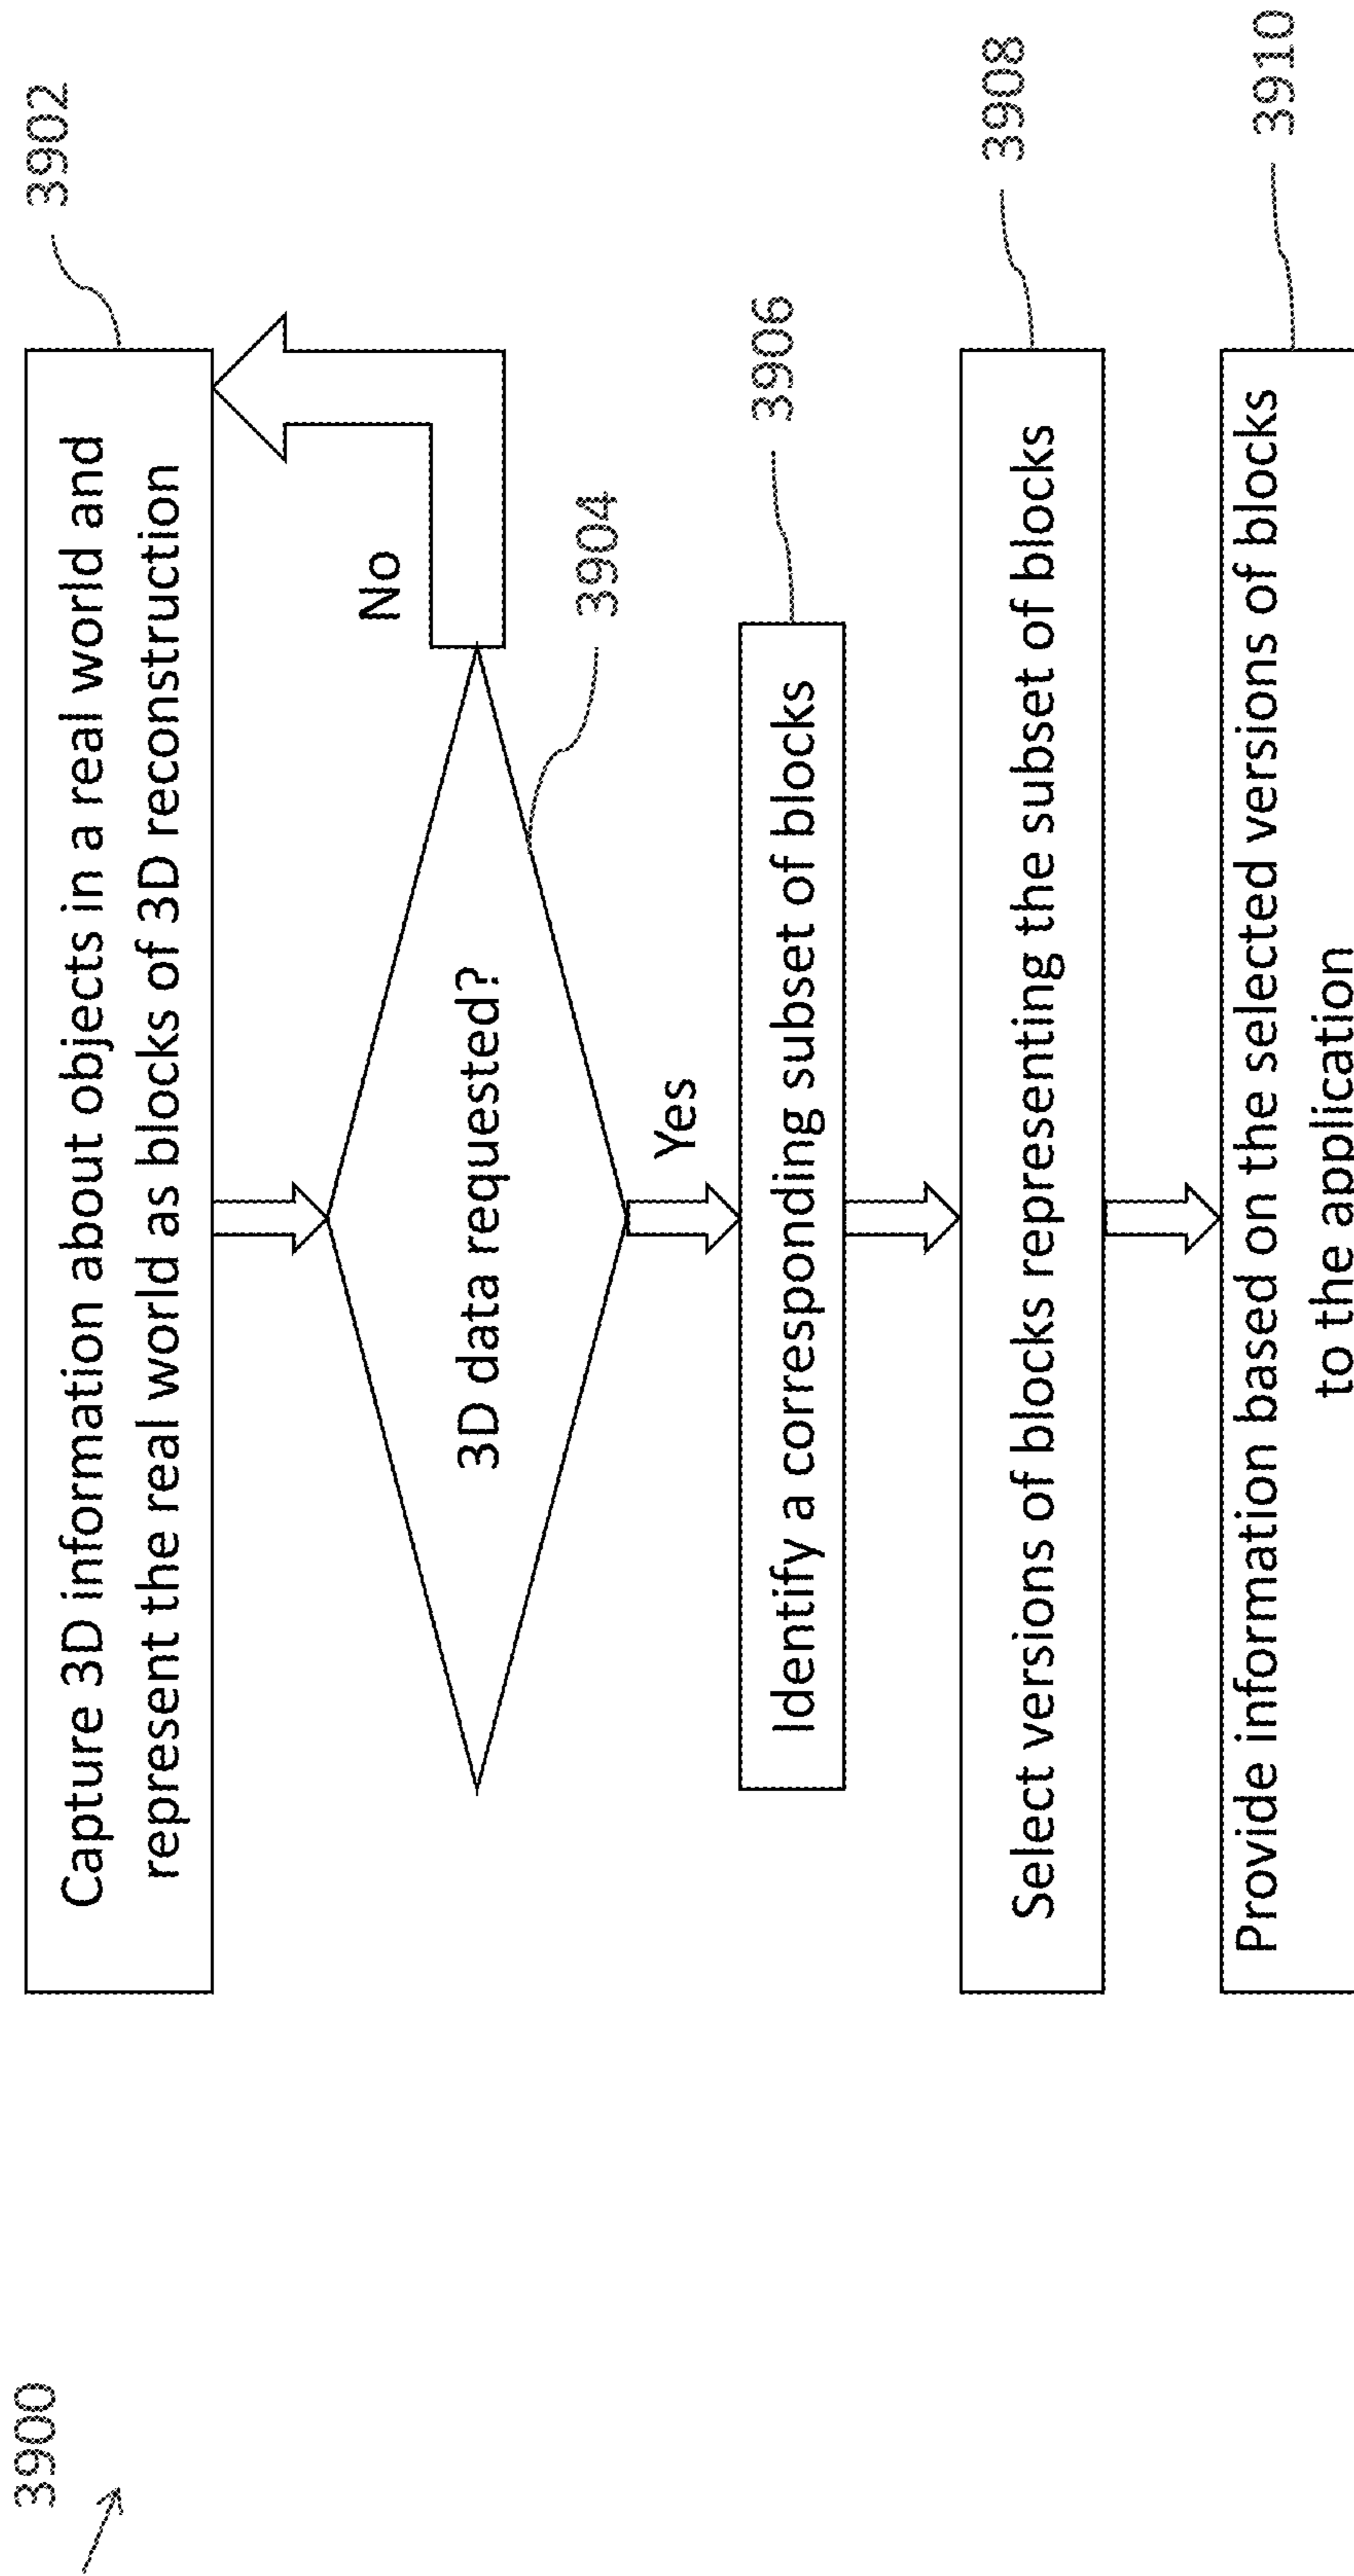 3900
Capture 3D information about objects in a real world and
represent the real world as blocks of 3D reconstruction
3902
3D data requested?
No
3904
Yes
Identify a corresponding subset of blocks
3906
Select versions of blocks representing the subset of blocks
3908
Provide information based on the selected versions of blocks
to the application
3910